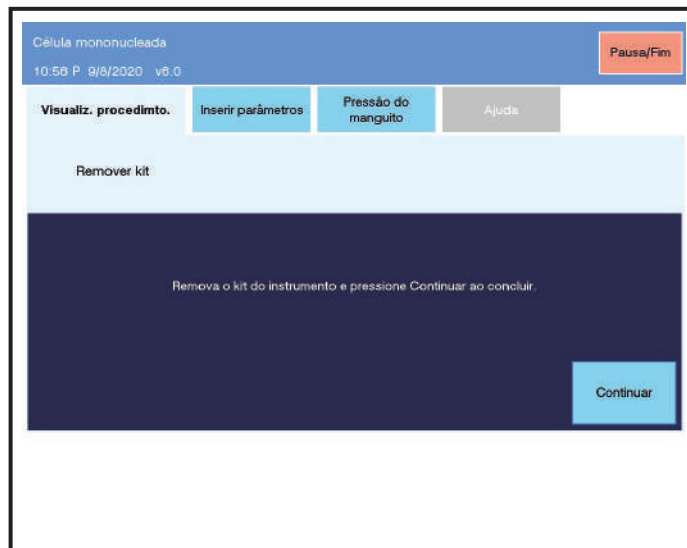 Célula mononucleada
Pausa/Fim
10:56 P 9/8/2020 v6.0
Visualiz. procedimto.
Inserir parâmetros
Pressão do
manguito
Ajuda
Remover kit
Remova o kit do instrumento e pressione Continuar ao concluir.
Continuar